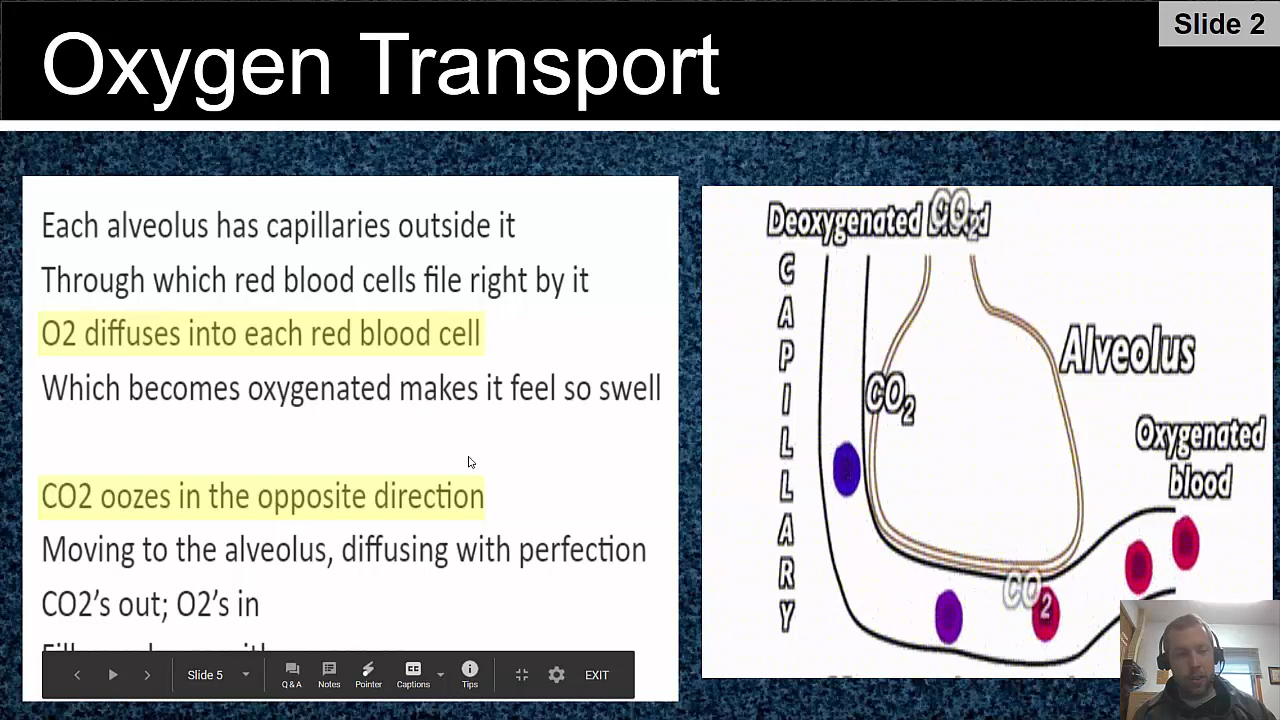 Slide 2
Oxygen Transport
Each alveolus has capillaries outside it
Through which red blood cells file right by it
O2 diffuses into each red blood cell
Which becomes oxygenated makes it feel so swell
CO2 oozes in the opposite direction
Moving to the alveolus, diffusing with perfection
CO2's out; O2's in
Slide 5
Q & A
Notes
Pointer
CC
Captions
Tips
EXIT
Deoxygenated
CO2
CAPILLARY
CO2
Alveolus
Oxygenated
blood
CO2